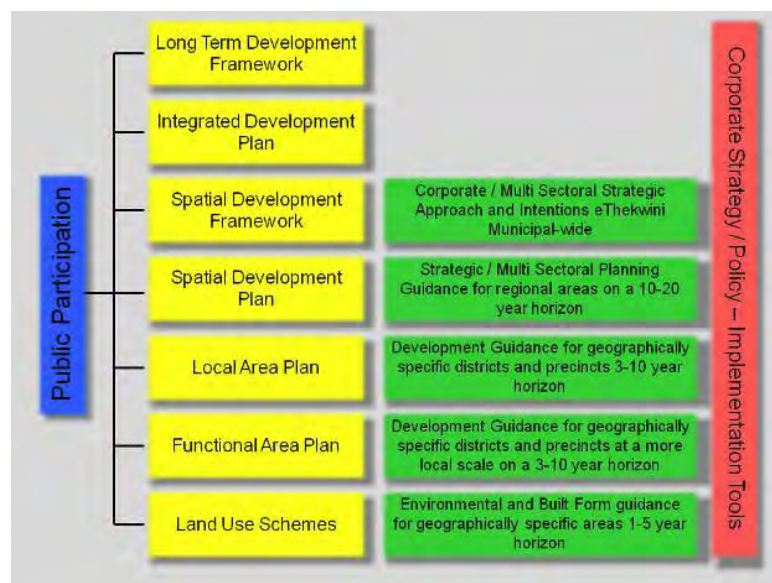 Public Participation
Long Term Development
Framework
Integrated Development
Plan
Spatial Development
Framework
Corporate / Multi Sectoral Strategic
Approach and Intentions eThekwini
Municipal-wide
Spatial Development
Plan
Strategic / Multi Sectoral Planning
Guidance for regional areas on a 10-20
year horizon
Local Area Plan
Development Guidance for geographically
specific districts and precincts 3-10 year
horizon
Functional Area Plan
Development Guidance for geographically
specific districts and precincts at a more
local scale on a 3-10 year horizon
Land Use Schemes
Environmental and Built Form guidance
for geographically specific areas 1-5 year
horizon
Corporate Strategy / Policy – Implementation Tools